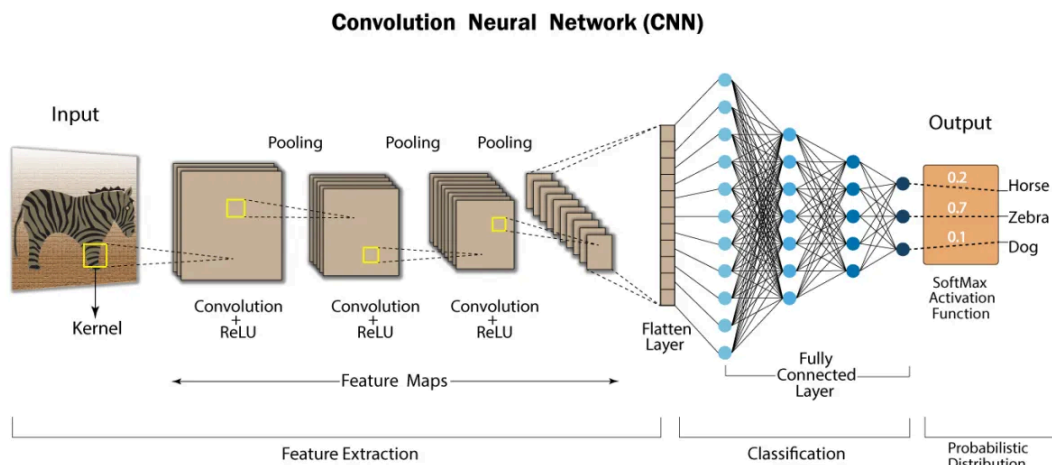 Convolution Neural Network (CNN)
Input
Kernel
Pooling
Pooling
Pooling
Convolution
+
ReLU
Convolution
+
ReLU
Convolution
+
ReLU
Feature Maps
Flatten
Layer
Fully
Connected
Layer
Output
0.2
0.7
0.1
Horse
Zebra
Dog
SoftMax
Activation
Function
Feature Extraction
Classification
Probabilistic
Distribution